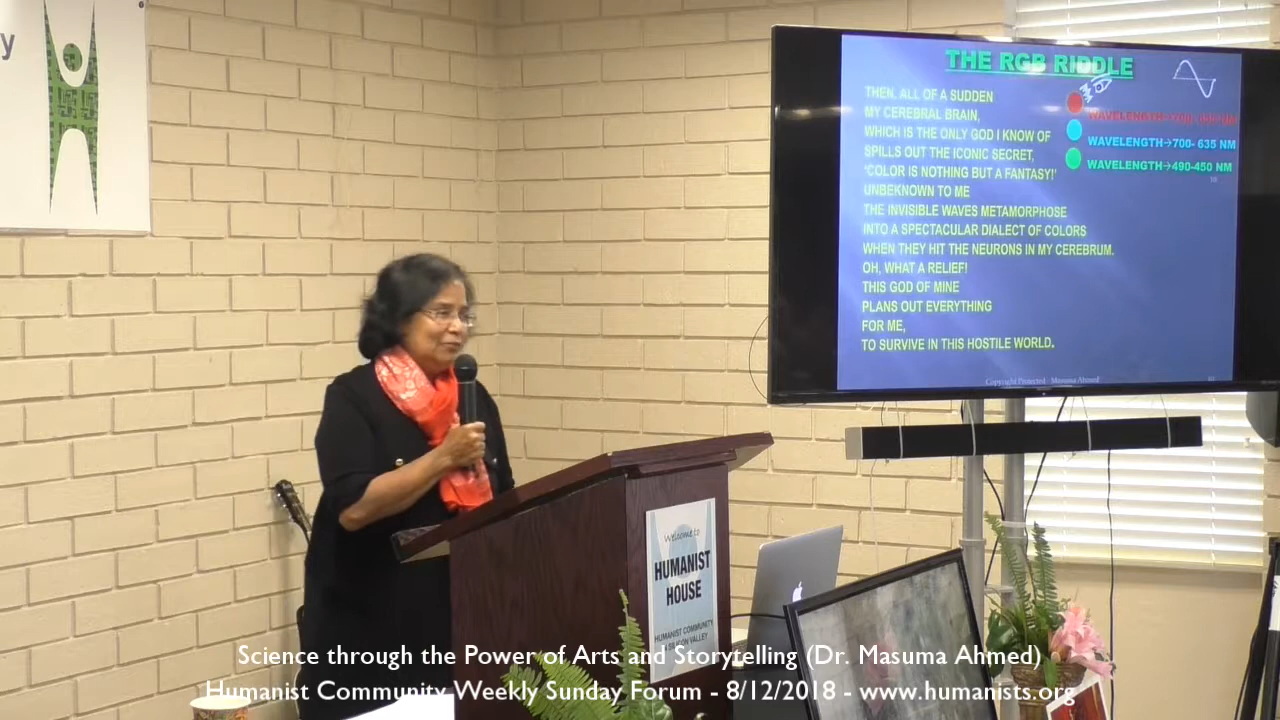 y
THE RGB RIDDLE
THEN, ALL OF A SUDDEN
MY CEREBRAL BRAIN,
WHICH IS THE ONLY GOD I KNOW OF
SPILLS OUT THE ICONIC SECRET,
'COLOR IS NOTHING BUT A FANTASY!'
UNBEKNOWN TO ME
THE INVISIBLE WAVES METAMORPHOSE
INTO A SPECTACULAR DIALECT OF COLORS
WHEN THEY HIT THE NEURONS IN MY CEREBRUM.
OH, WHAT A RELIEF!
THIS GOD OF MINE
PLANS OUT EVERYTHING
FOR ME,
TO SURVIVE IN THIS HOSTILE WORLD.
WAVELENGTH→
WAVELENGTH→700- 635 NM
WAVELENGTH→490-450 NM
Copyright Protected - Masuma Ahmed
Welcome to
HUMANIST
HOUSE
HUMANIST COMMUNITY
SILICON VALLEY
Science through the Power of Arts and Storytelling (Dr. Masuma Ahmed)
Humanist Community Weekly Sunday Forum - 8/12/2018 - www.humanists.org